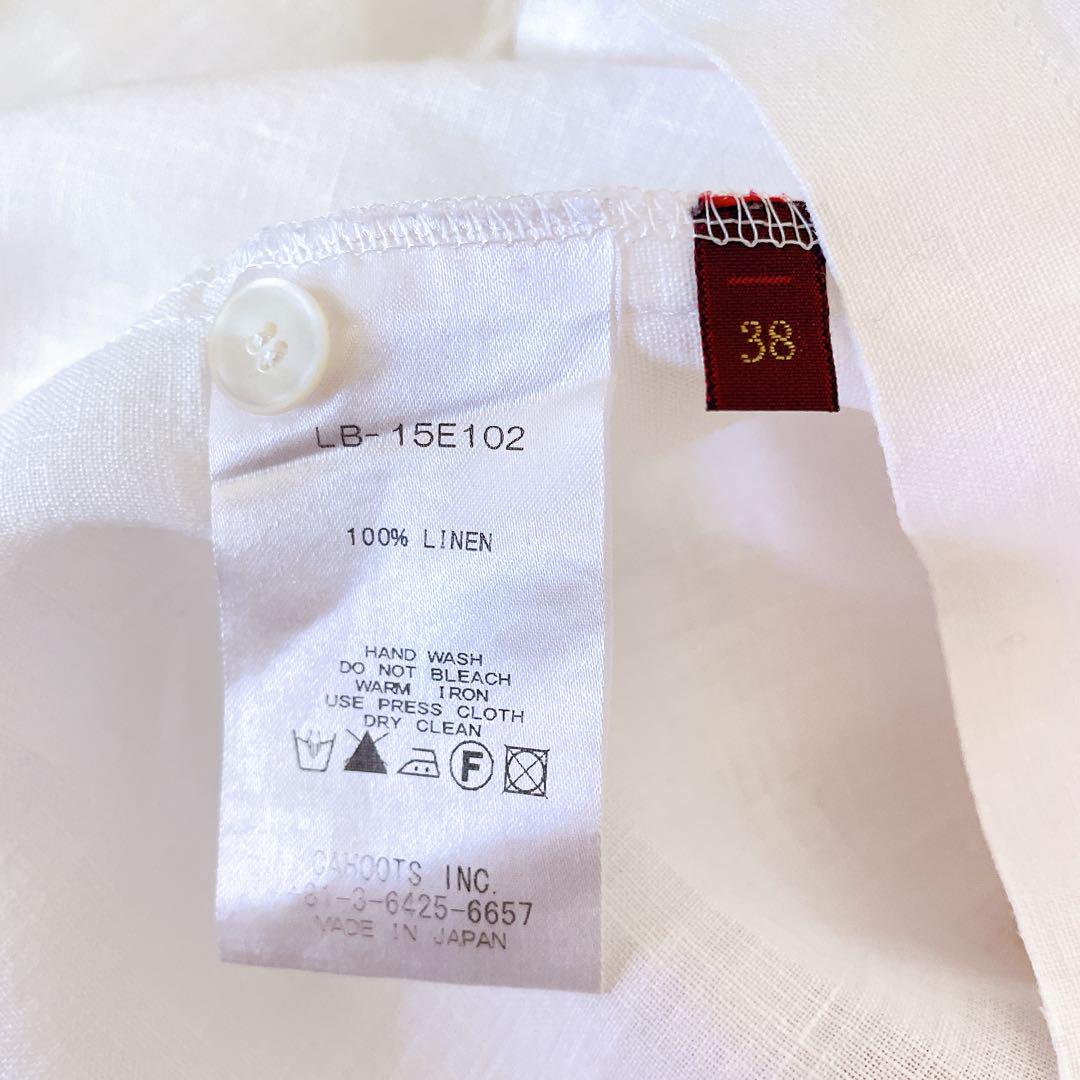 38
LB-15E102
100% LINEN
HAND WASH
DO NOT BLEACH
WARM IRON
USE PRESS CLOTH
DRY CLEAN
F
CAHOOTS INC.
81-3-6425-6657
MADE IN JAPAN